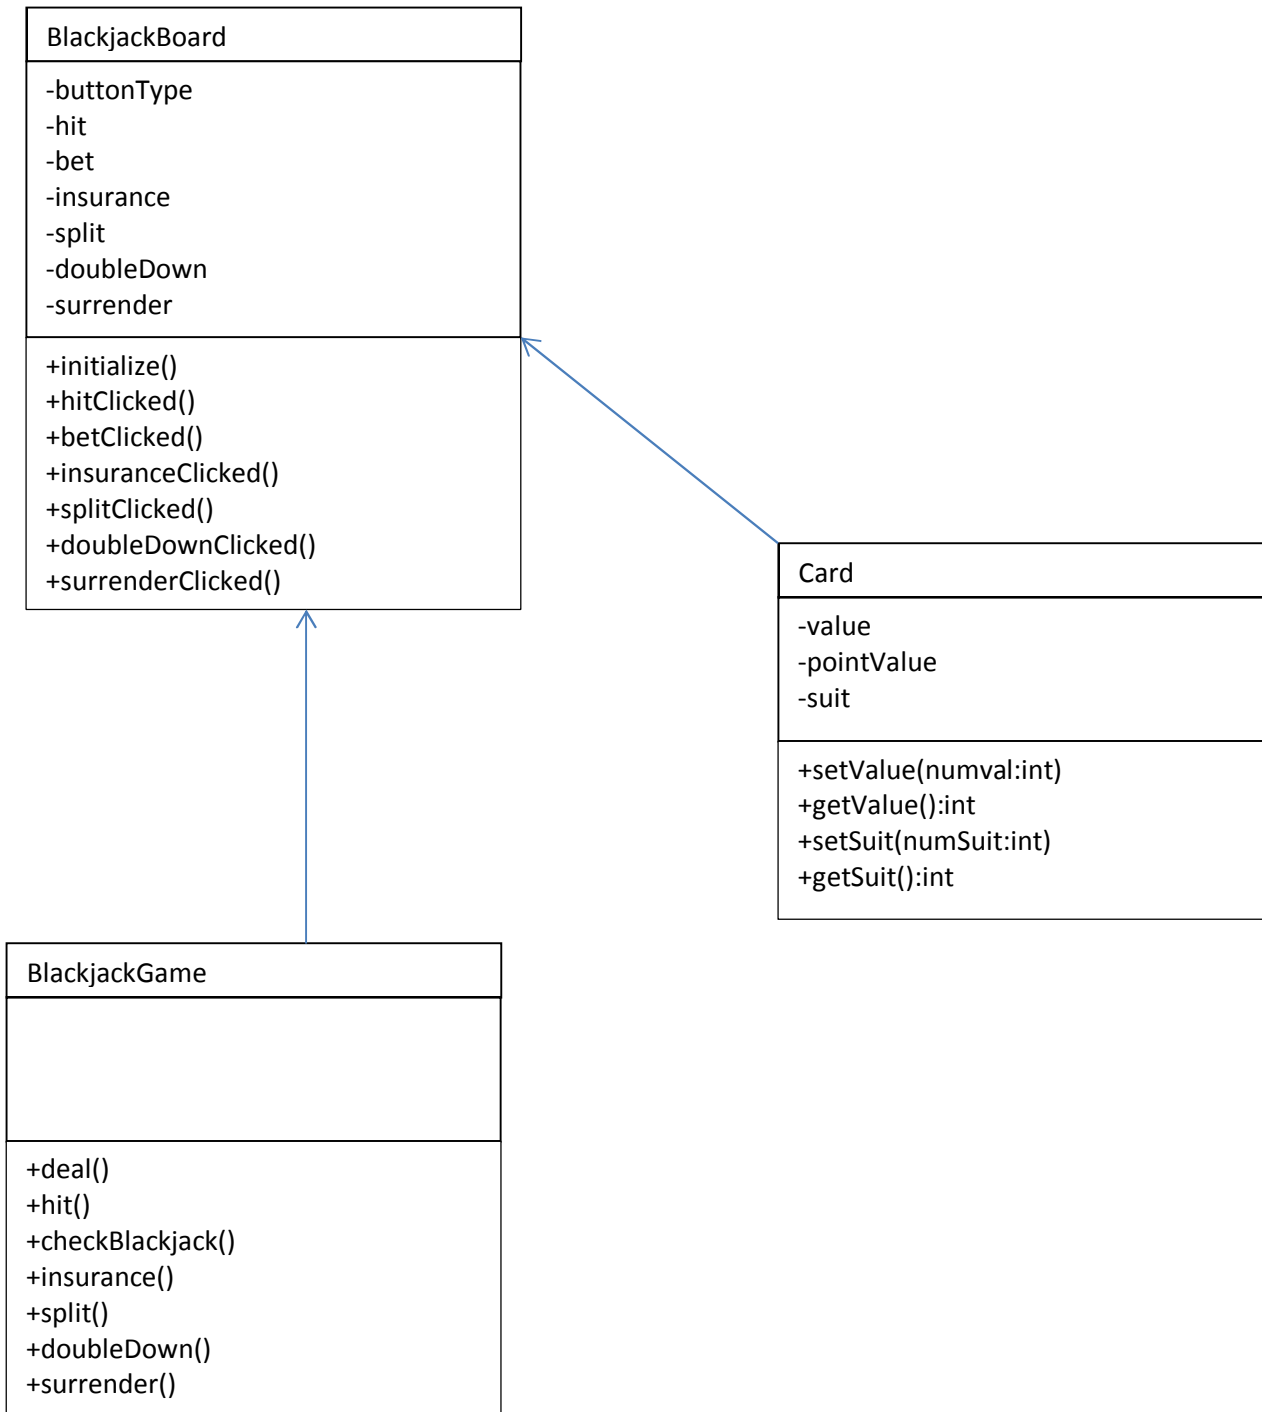 BlackjackBoard
-buttonType
-hit
-bet
-insurance
-split
-doubleDown
-surrender
+initialize()
+hitClicked()
+betClicked()
+insuranceClicked()
+splitClicked()
+doubleDownClicked()
+surrenderClicked()
Card
-value
-pointValue
-suit
+setValue(numval:int)
+getValue():int
+setSuit(numSuit:int)
+getSuit():int
BlackjackGame
+deal()
+hit()
+checkBlackjack()
+insurance()
+split()
+doubleDown()
+surrender()